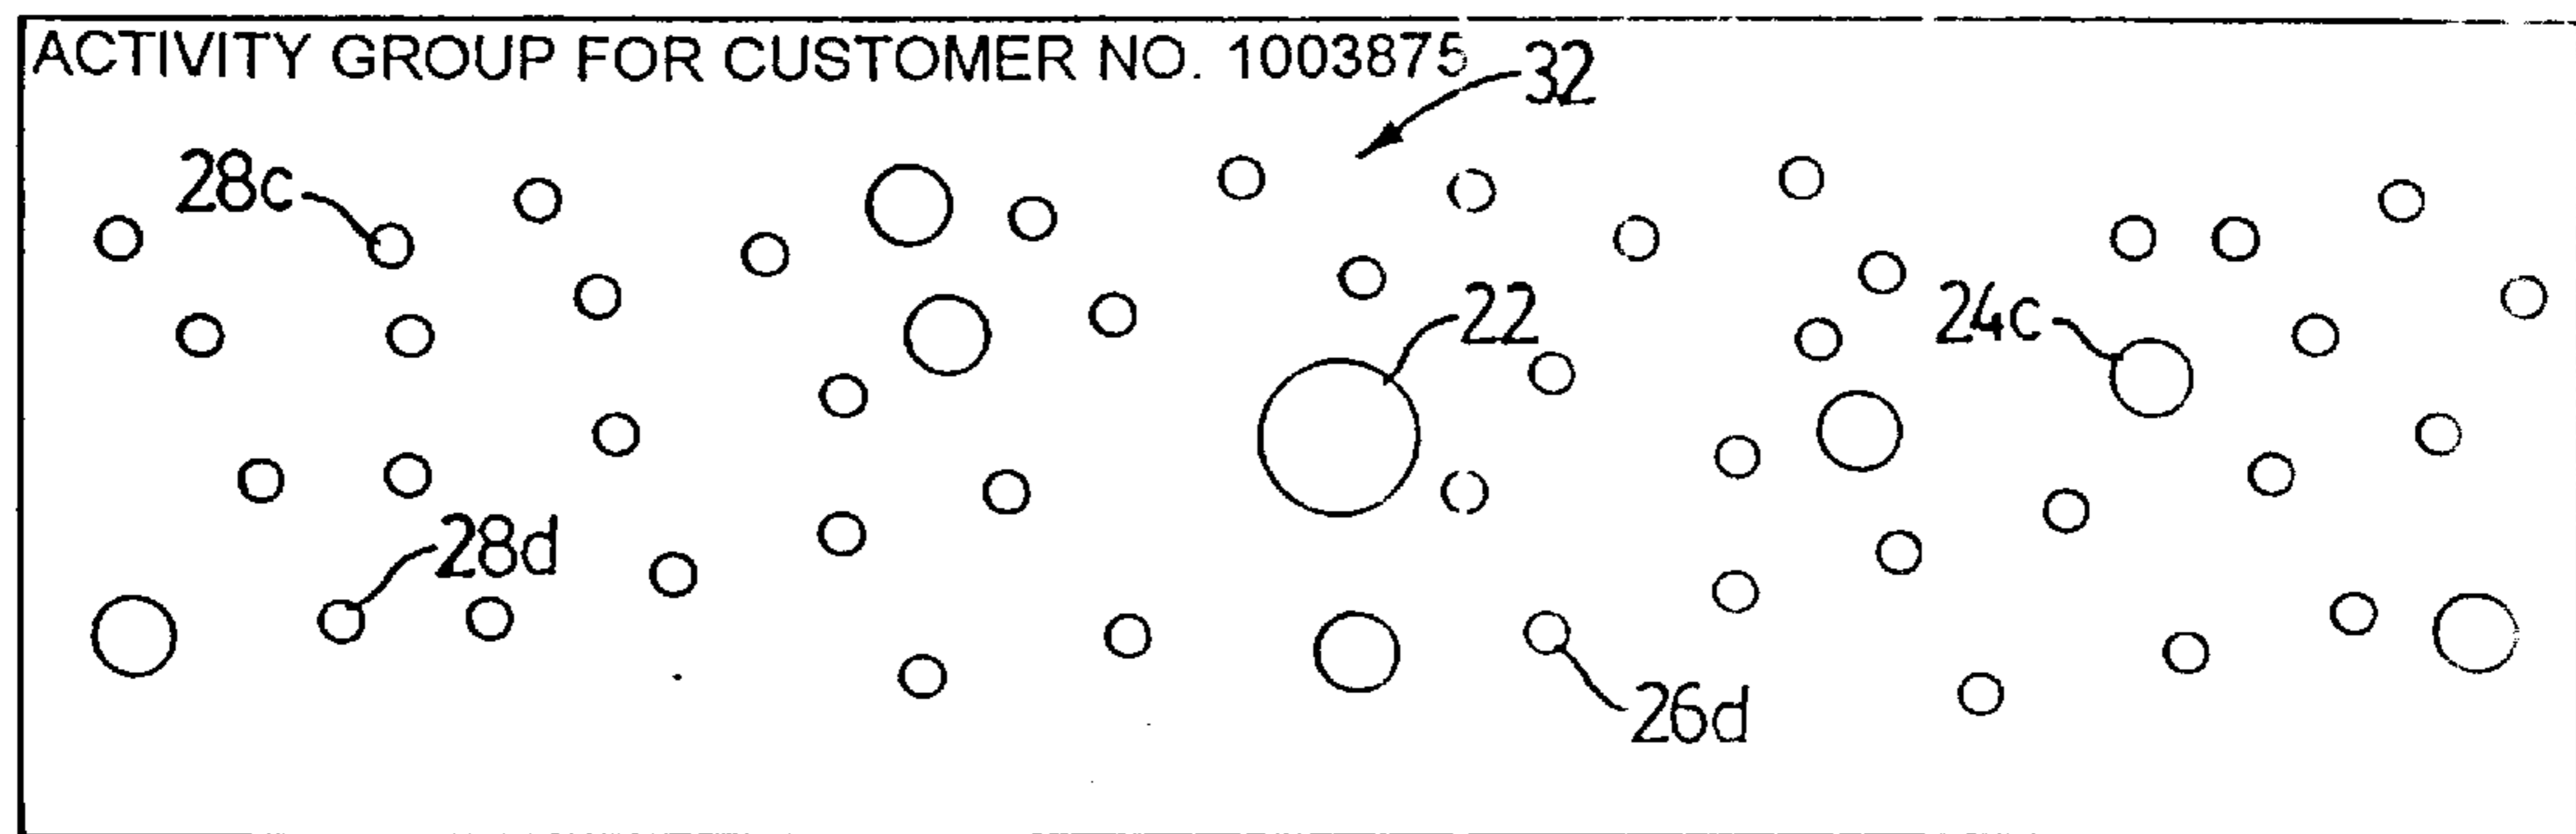 ACTIVITY GROUP FOR CUSTOMER NO. 1003875
32
28c
22
24c
28d
26d